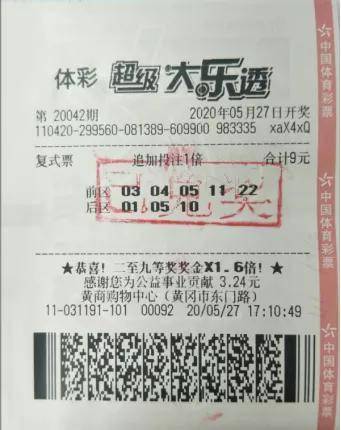 体彩 超级大乐透
第 20042期 2020年05月27日开奖
110420-299560-081389-609900 983335 xaX4xQ
复式票 追加投注1倍 合计9元
前区 03 04 05 11 22
后区 01 05 10
已兑奖
★恭喜！二至九等奖奖金X1.6倍！★
感谢您为公益事业贡献 3.24元
黄商购物中心（黄冈市东门路）
11-031191-101 00092 20/05/27 17:10:49
中国体育彩票
中国体育彩票
中国体育彩票